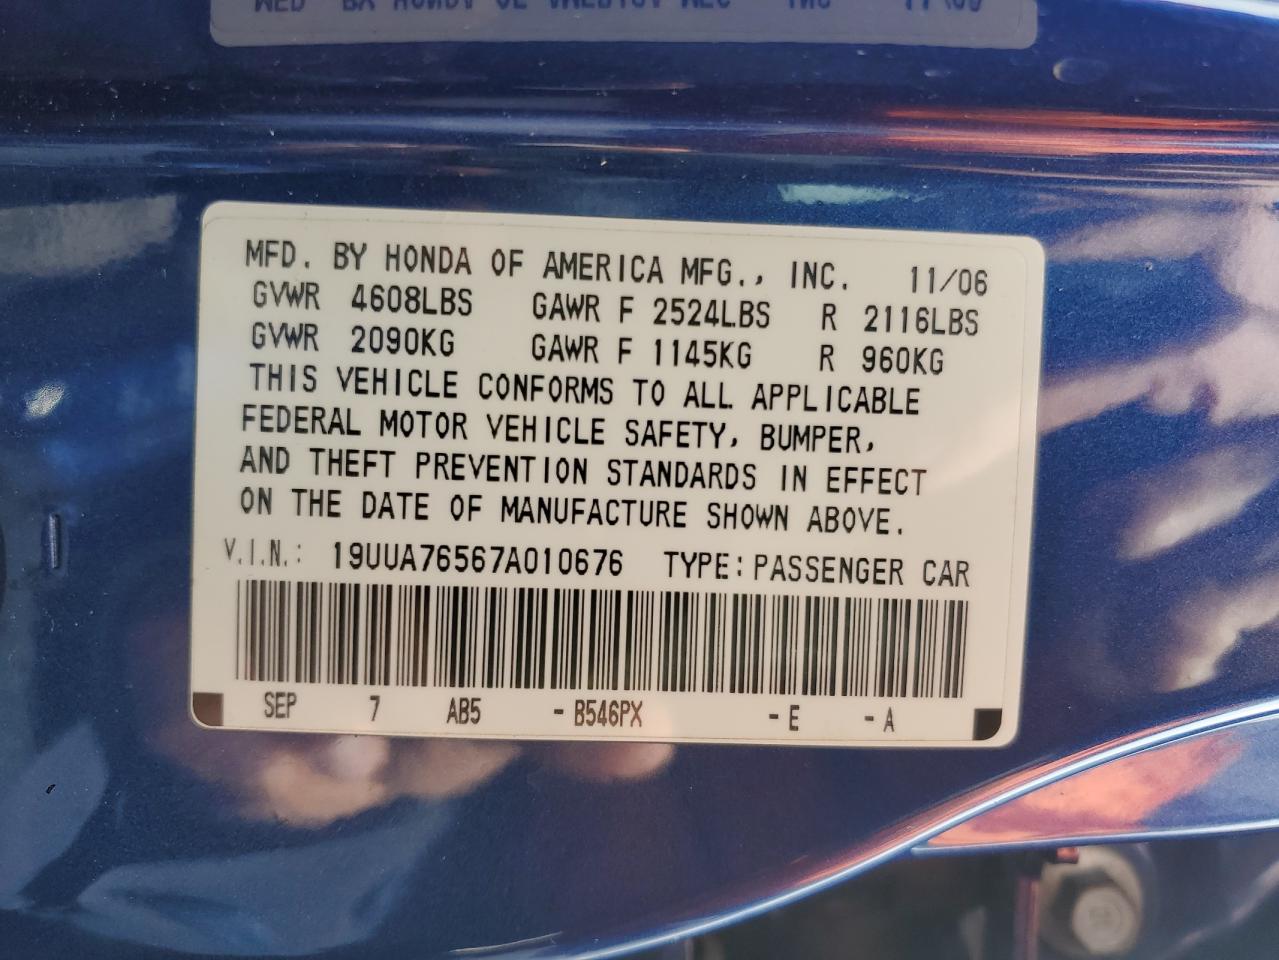 MFD. BY HONDA OF AMERICA MFG., INC. 11/06
GVWR 4608LBS GAWR F 2524LBS R 2116LBS
GVWR 2090KG GAWR F 1145KG R 960KG
THIS VEHICLE CONFORMS TO ALL APPLICABLE
FEDERAL MOTOR VEHICLE SAFETY, BUMPER,
AND THEFT PREVENTION STANDARDS IN EFFECT
ON THE DATE OF MANUFACTURE SHOWN ABOVE.
V.I.N.: 19UUA76567A010676 TYPE: PASSENGER CAR
SEP 7 AB5 - B546PX - E - A